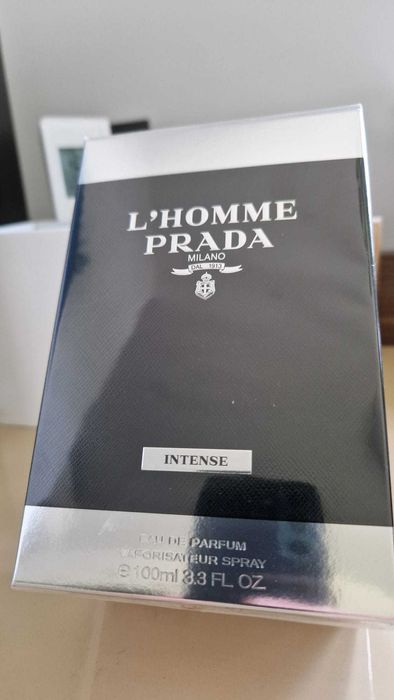 L'HOMME
PRADA
MILANO
DAL 1913
INTENSE
EAU DE PARFUM
VAPORISATEUR SPRAY
℮100ml 3.3 FL OZ